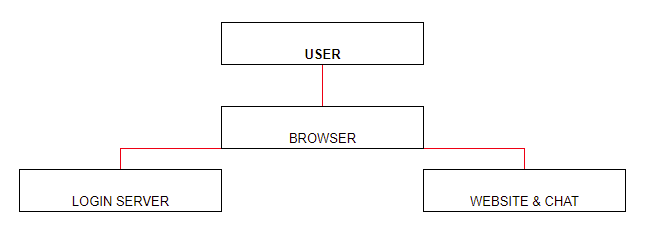 USER
BROWSER
LOGIN SERVER
WEBSITE & CHAT